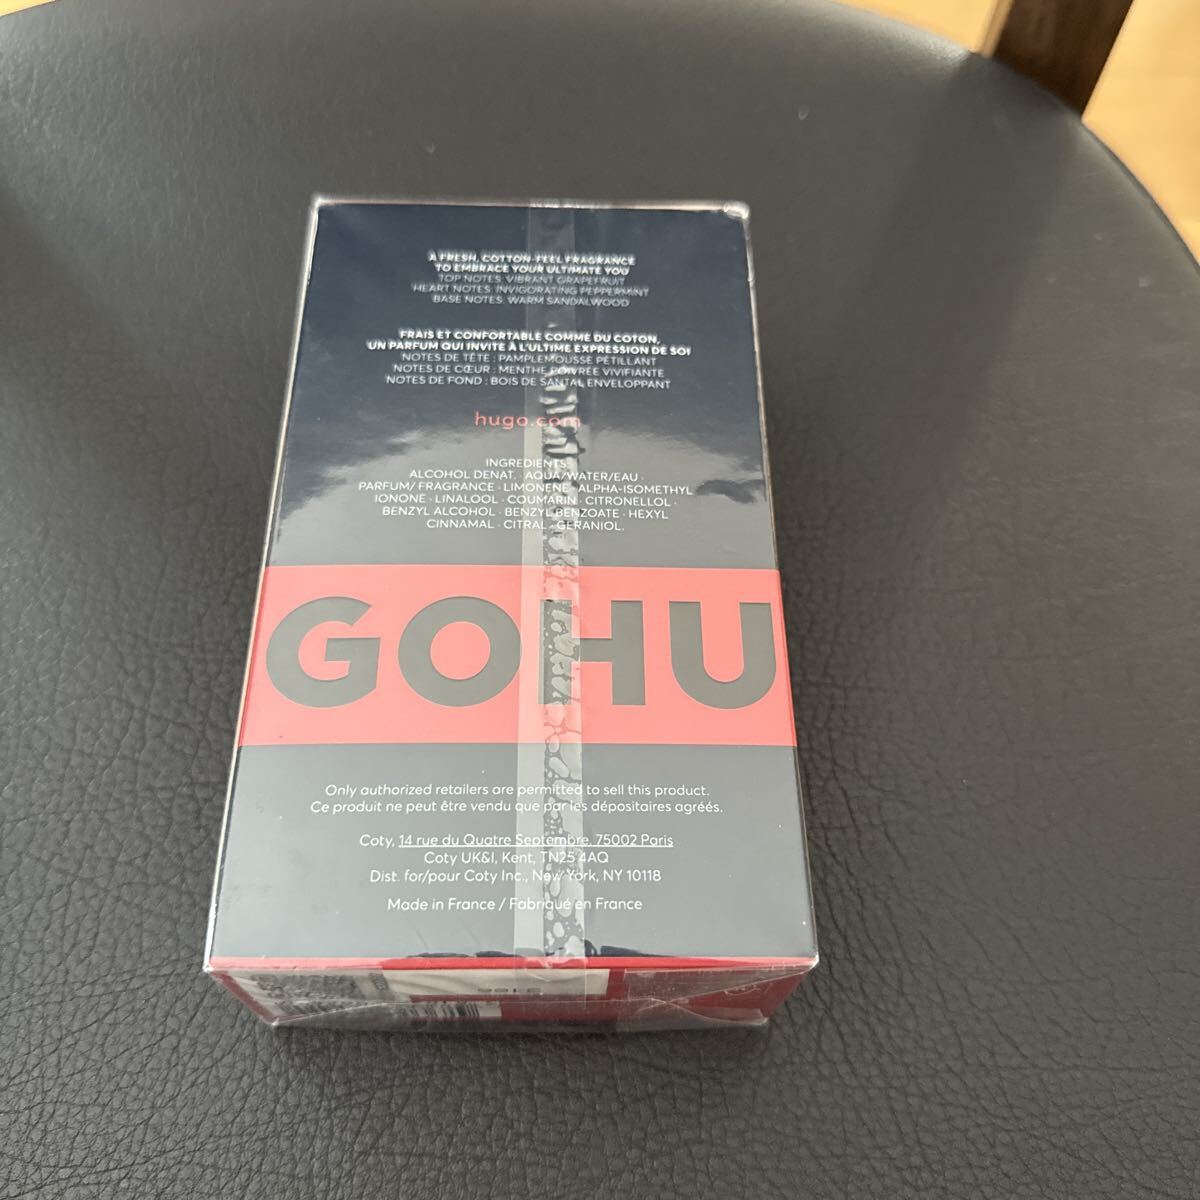 A FRESH, COTTON-FEEL FRAGRANCE
TO EMBRACE YOUR ULTIMATE YOU
TOP NOTES: VIBRANT GRAPEFRUIT
HEART NOTES: INVIGORATING PEPPERMINT
BASE NOTES: WARM SANDALWOOD
FRAIS ET CONFORTABLE COMME DU COTON,
UN PARFUM QUI INVITE À L'ULTIME EXPRESSION DE SOI
NOTES DE TÊTE : PAMPLEMOUSSE PÉTILLANT
NOTES DE CŒUR : MENTHE POIVRÉE VIVIFIANTE
NOTES DE FOND : BOIS DE SANTAL ENVELOPPANT
hugo.com
INGREDIENTS:
ALCOHOL DENAT. · AQUA/WATER/EAU ·
PARFUM/FRAGRANCE · LIMONENE · ALPHA-ISOMETHYL
IONONE · LINALOOL · COUMARIN · CITRONELLOL ·
BENZYL ALCOHOL · BENZYL BENZOATE · HEXYL
CINNAMAL · CITRAL · GERANIOL.
GOHU
Only authorized retailers are permitted to sell this product.
Ce produit ne peut être vendu que par les dépositaires agréés.
Coty, 14 rue du Quatre Septembre, 75002 Paris
Coty UK&I, Kent, TN25 4AQ
Dist. for/pour Coty Inc., New York, NY 10118
Made in France / Fabriqué en France